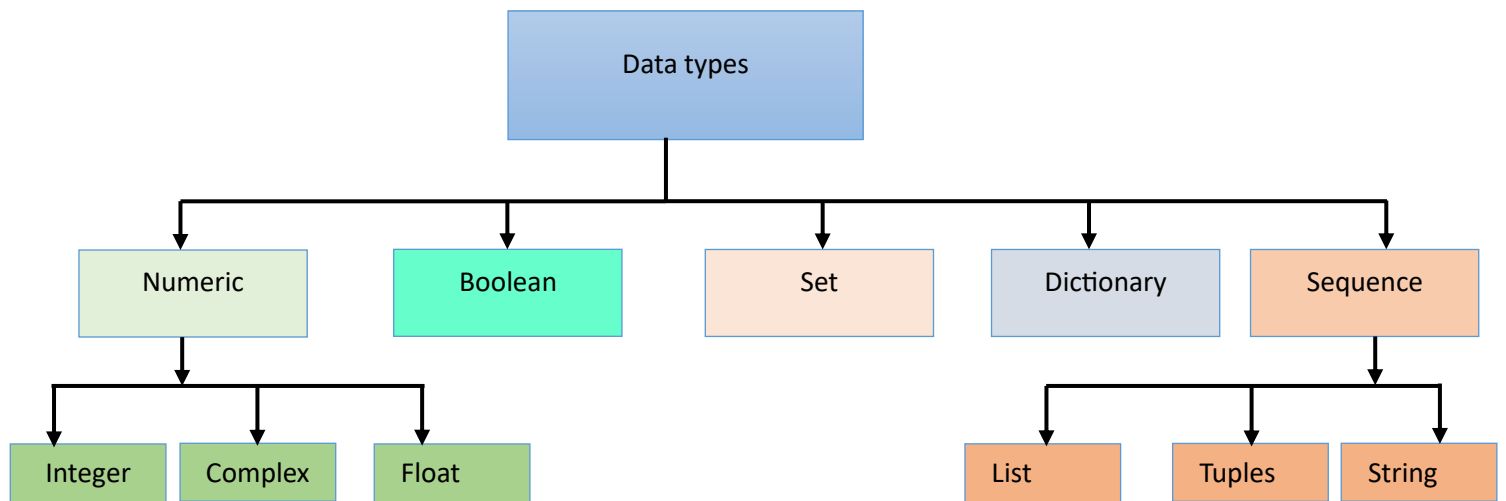 Data types
Numeric
Boolean
Set
Dictionary
Sequence
Integer
Complex
Float
List
Tuples
String